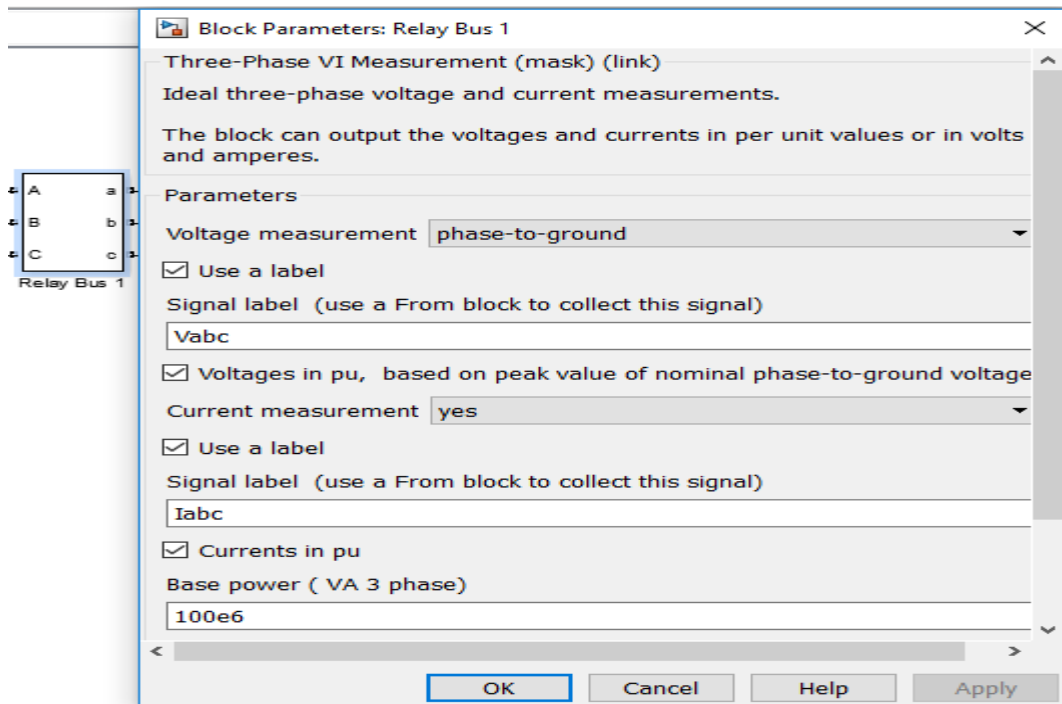 Block Parameters: Relay Bus 1
Three-Phase VI Measurement (mask) (link)
Ideal three-phase voltage and current measurements.
The block can output the voltages and currents in per unit values or in volts
and amperes.
Parameters
Voltage measurement phase-to-ground
Use a label
Signal label (use a From block to collect this signal)
Vabc
Voltages in pu, based on peak value of nominal phase-to-ground voltage
Current measurement yes
Use a label
Signal label (use a From block to collect this signal)
Iabc
Currents in pu
Base power ( VA 3 phase)
100e6
OK Cancel Help Apply
A a
B b
C c
Relay Bus 1